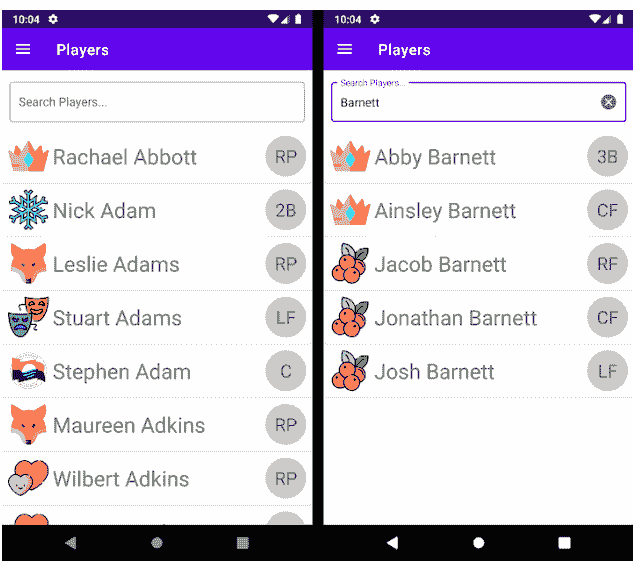 10:04
Players
Search Players...
Rachael Abbott RP
Nick Adam 2B
Leslie Adams RP
Stuart Adams LF
Stephen Adam C
Maureen Adkins RP
Wilbert Adkins RP
10:04
Players
Search Players...
Barnett
Abby Barnett 3B
Ainsley Barnett CF
Jacob Barnett RF
Jonathan Barnett CF
Josh Barnett LF